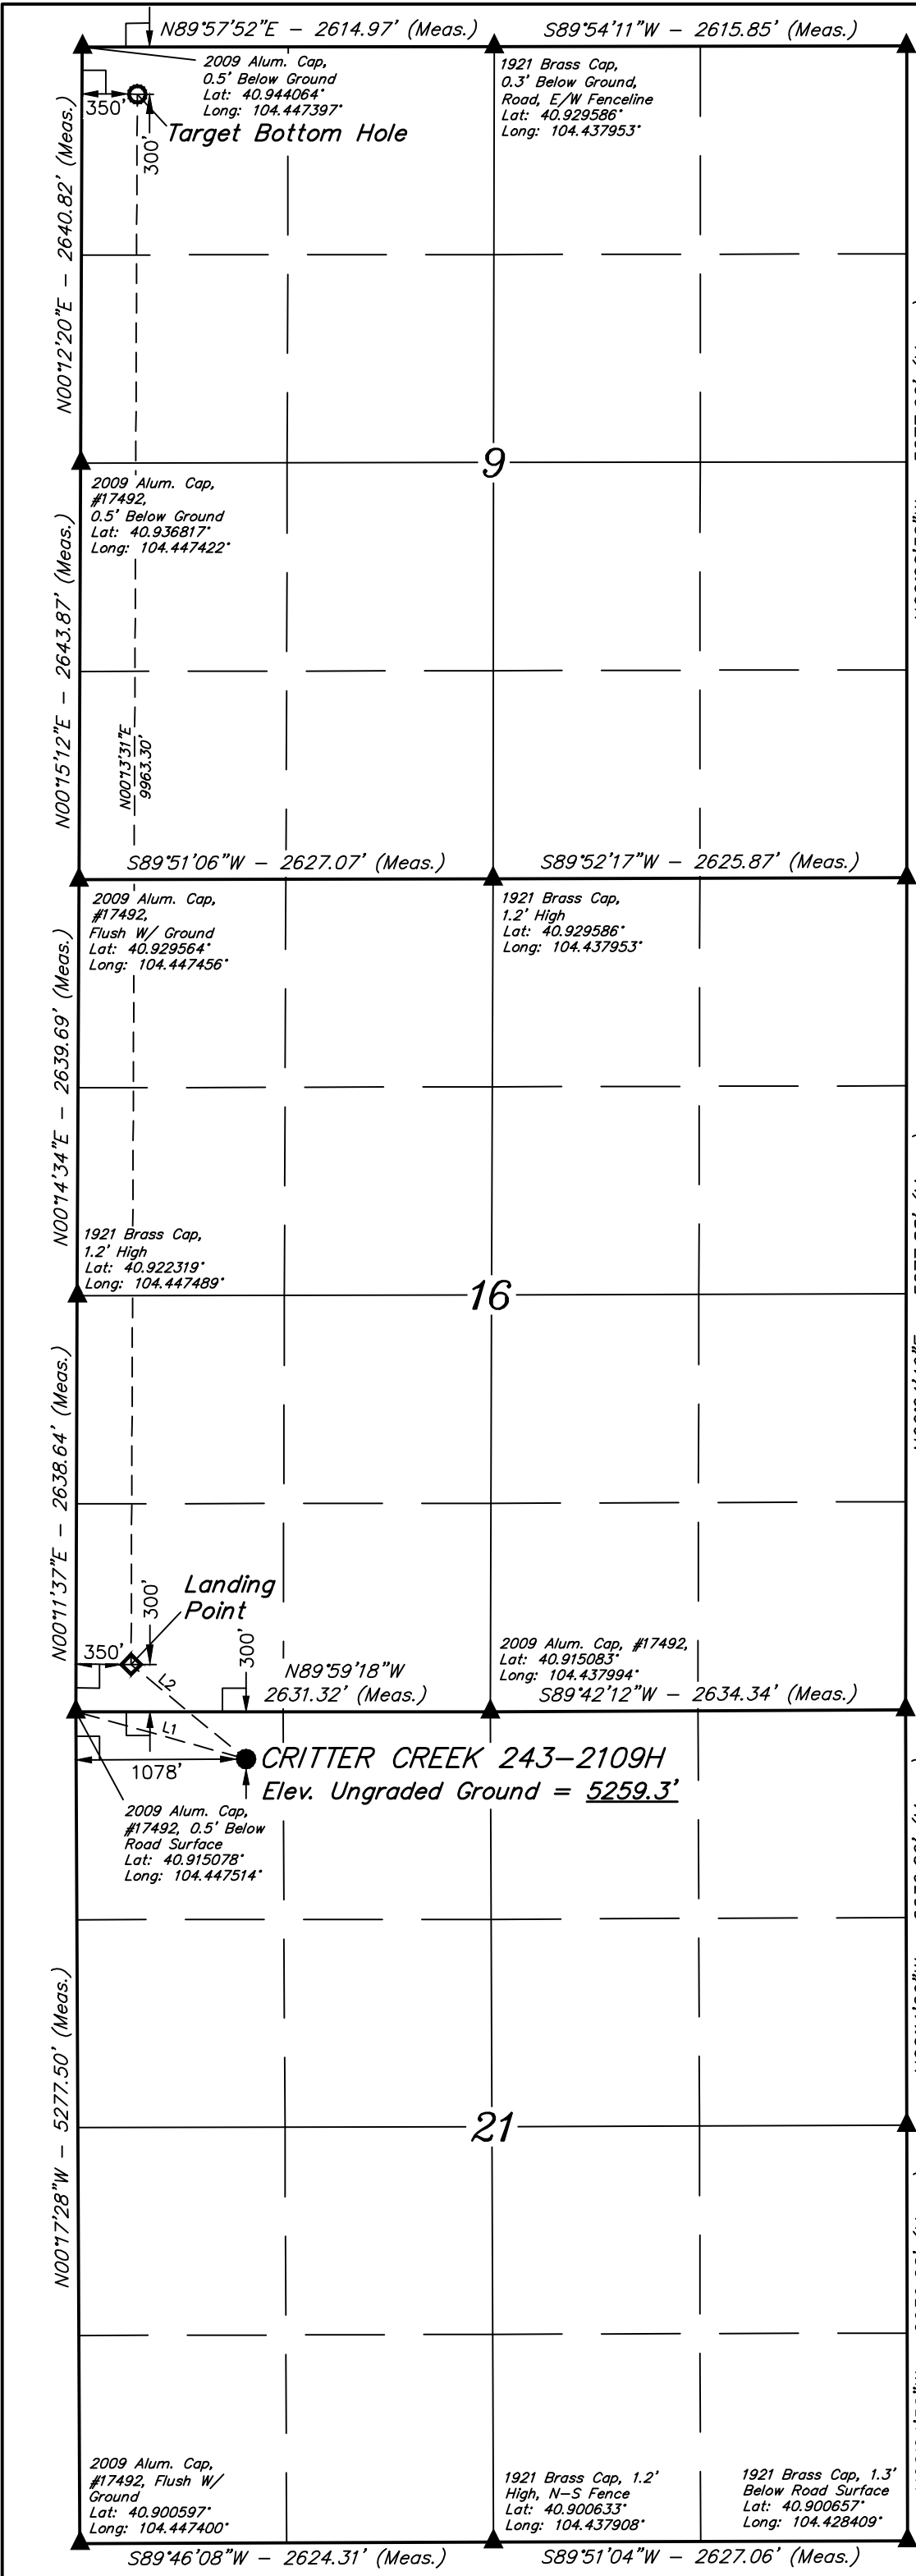 N89°57'52"E - 2614.97' (Meas.)
S89°54'11"W - 2615.85' (Meas.)
2009 Alum. Cap,
0.5' Below Ground
Lat: 40.944064°
Long: 104.447397°
1921 Brass Cap,
0.3' Below Ground,
Road, E/W Fenceline
Lat: 40.929586°
Long: 104.437953°
350'
300'
Target Bottom Hole
N00°12'20"E - 2640.82' (Meas.)
9
2009 Alum. Cap,
#17492,
0.5' Below Ground
Lat: 40.936817°
Long: 104.447422°
N00°15'12"E - 2643.87' (Meas.)
N00°13'31"E
9963.30'
S89°51'06"W - 2627.07' (Meas.)
S89°52'17"W - 2625.87' (Meas.)
2009 Alum. Cap,
#17492,
Flush W/ Ground
Lat: 40.929564°
Long: 104.447456°
1921 Brass Cap,
1.2' High
Lat: 40.929586°
Long: 104.437953°
N00°14'34"E - 2639.69' (Meas.)
1921 Brass Cap,
1.2' High
Lat: 40.922319°
Long: 104.447489°
16
N00°11'37"E - 2638.64' (Meas.)
Landing
Point
300'
350'
L2
300'
N89°59'18"W
2631.32' (Meas.)
2009 Alum. Cap, #17492,
Lat: 40.915083°
Long: 104.437994°
S89°42'12"W - 2634.34' (Meas.)
L1
1078'
CRITTER CREEK 243-2109H
Elev. Ungraded Ground = 5259.3'
2009 Alum. Cap,
#17492, 0.5' Below
Road Surface
Lat: 40.915078°
Long: 104.447514°
N00°17'28"W - 5277.50' (Meas.)
21
2009 Alum. Cap,
#17492, Flush W/
Ground
Lat: 40.900597°
Long: 104.447400°
1921 Brass Cap, 1.2'
High, N-S Fence
Lat: 40.900633°
Long: 104.437908°
1921 Brass Cap, 1.3'
Below Road Surface
Lat: 40.900657°
Long: 104.428409°
S89°46'08"W - 2624.31' (Meas.)
S89°51'04"W - 2627.06' (Meas.)